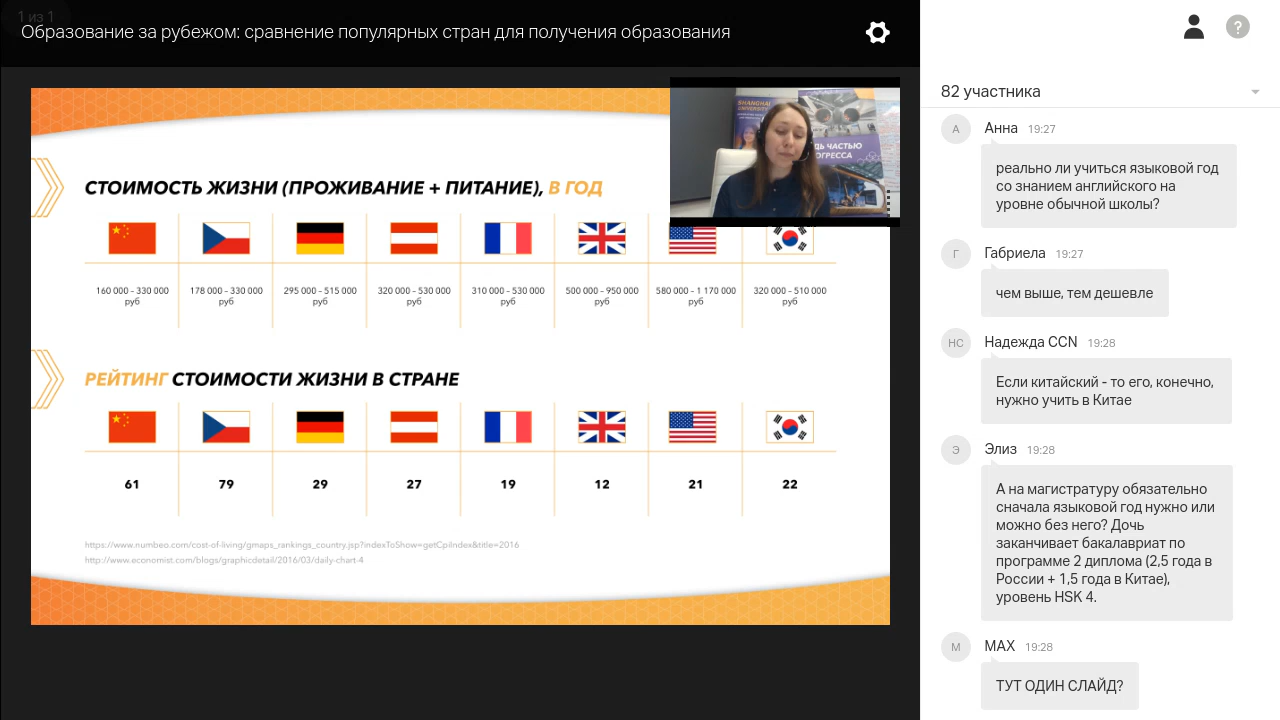 1 из 1
Образование за рубежом: сравнение популярных стран для получения образования
SHANGHAI
UNIVERSITY
ДЬ ЧАСТЬЮ
ОГРЕССА
СТОИМОСТЬ ЖИЗНИ (ПРОЖИВАНИЕ + ПИТАНИЕ), В ГОД
160 000 - 330 000 руб
178 000 - 330 000 руб
295 000 - 515 000 руб
320 000 - 530 000 руб
310 000 - 530 000 руб
500 000 - 950 000 руб
580 000 - 1 170 000 руб
320 000 - 510 000 руб
РЕЙТИНГ СТОИМОСТИ ЖИЗНИ В СТРАНЕ
61 79 29 27 19 12 21 22
https://www.numbeo.com/cost-of-living/gmaps_rankings_country.jsp?indexToShow=getCpiIndex&title=2016
http://www.economist.com/blogs/graphicdetail/2016/03/daily-chart-4
?
82 участника
А
Анна 19:27
реально ли учиться языковой год
со знанием английского на
уровне обычной школы?
Г
Габриела 19:27
чем выше, тем дешевле
НС
Надежда CCN 19:28
Если китайский - то его, конечно,
нужно учить в Китае
Э
Элиз 19:28
А на магистратуру обязательно
сначала языковой год нужно или
можно без него? Дочь
заканчивает бакалавриат по
программе 2 диплома (2,5 года в
России + 1,5 года в Китае),
уровень HSK 4.
М
МАХ 19:28
ТУТ ОДИН СЛАЙД?